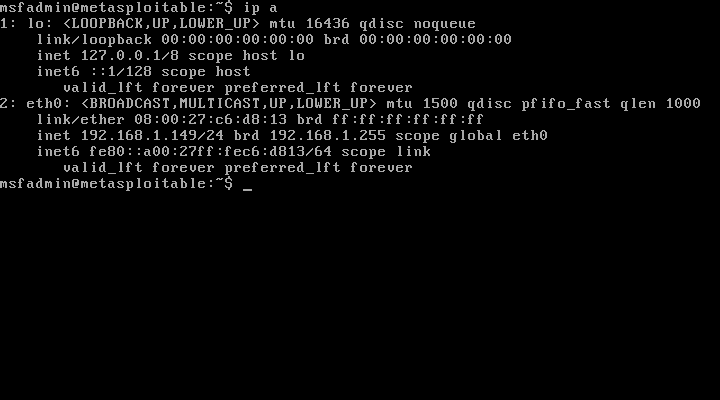 msfadmin@metasploitable:~$ ip a
1: lo: <LOOPBACK,UP,LOWER_UP> mtu 16436 qdisc noqueue
    link/loopback 00:00:00:00:00:00 brd 00:00:00:00:00:00
    inet 127.0.0.1/8 scope host lo
    inet6 ::1/128 scope host
       valid_lft forever preferred_lft forever
2: eth0: <BROADCAST,MULTICAST,UP,LOWER_UP> mtu 1500 qdisc pfifo_fast qlen 1000
    link/ether 08:00:27:c6:d8:13 brd ff:ff:ff:ff:ff:ff
    inet 192.168.1.149/24 brd 192.168.1.255 scope global eth0
    inet6 fe80::a00:27ff:fec6:d813/64 scope link
       valid_lft forever preferred_lft forever
msfadmin@metasploitable:~$ _